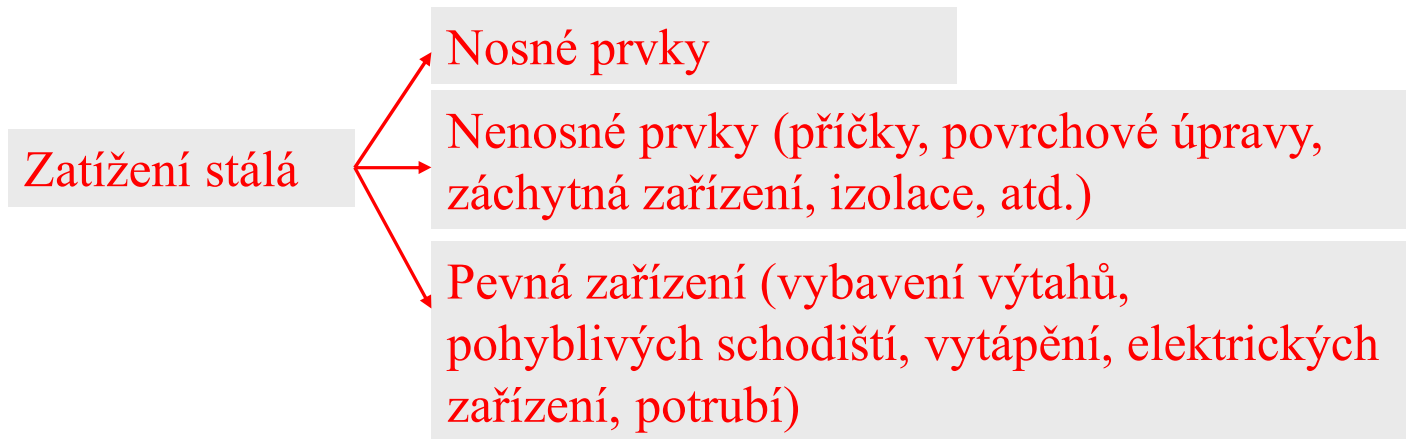 Zatížení stálá
Nosné prvky
Nenosné prvky (příčky, povrchové úpravy,
záchytná zařízení, izolace, atd.)
Pevná zařízení (vybavení výtahů,
pohyblivých schodiští, vytápění, elektrických
zařízení, potrubí)